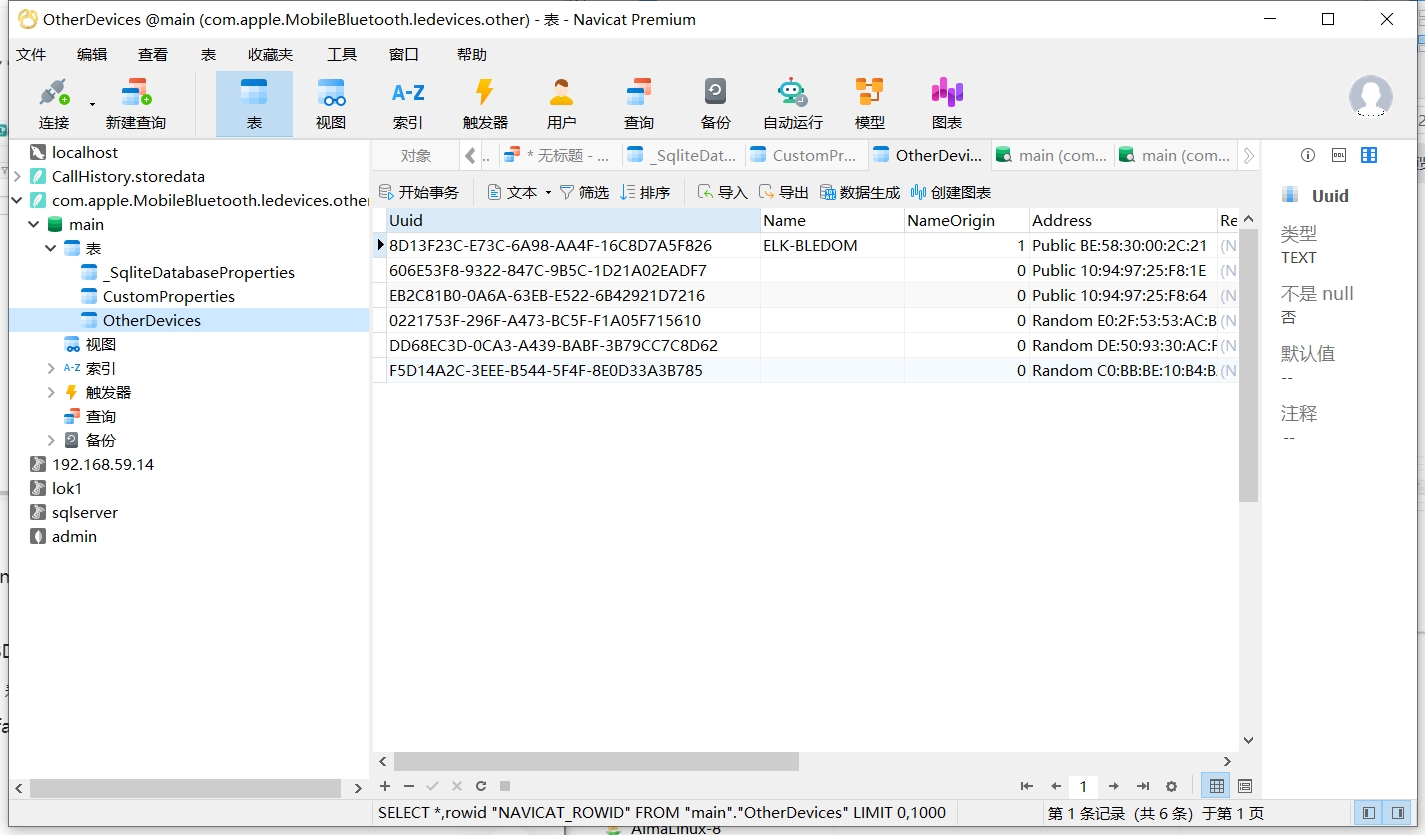 OtherDevices @main (com.apple.MobileBluetooth.ledevices.other) - 表 - Navicat Premium
文件 编辑 查看 表 收藏夹 工具 窗口 帮助
连接 新建查询 表 视图 索引 触发器 用户 查询 备份 自动运行 模型 图表
A-Z
localhost
CallHistory.storedata
com.apple.MobileBluetooth.ledevices.other
main
表
_SqliteDatabaseProperties
CustomProperties
OtherDevices
视图
A-Z 索引
触发器
查询
备份
192.168.59.14
lok1
sqlserver
admin
对象 .. * 无标题 - ... _SqliteDat... CustomPr... OtherDevi... main (com... main (com...
开始事务 文本 筛选 排序 导入 导出 数据生成 创建图表
Uuid Name NameOrigin Address Re
8D13F23C-E73C-6A98-AA4F-16C8D7A5F826 ELK-BLEDOM 1 Public BE:58:30:00:2C:21 (N
606E53F8-9322-847C-9B5C-1D21A02EADF7 0 Public 10:94:97:25:F8:1E (N
EB2C81B0-0A6A-63EB-E522-6B42921D7216 0 Public 10:94:97:25:F8:64 (N
0221753F-296F-A473-BC5F-F1A05F715610 0 Random E0:2F:53:53:AC:B (N
DD68EC3D-0CA3-A439-BABF-3B79CC7C8D62 0 Random DE:50:93:30:AC:F (N
F5D14A2C-3EEE-B544-5F4F-8E0D33A3B785 0 Random C0:BB:BE:10:B4:B (N
DDL
Uuid
类型
TEXT
不是 null
否
默认值
--
注释
--
1
SELECT *,rowid "NAVICAT_ROWID" FROM "main"."OtherDevices" LIMIT 0,1000
第 1 条记录 (共 6 条) 于第 1 页
AlmaLinux-8